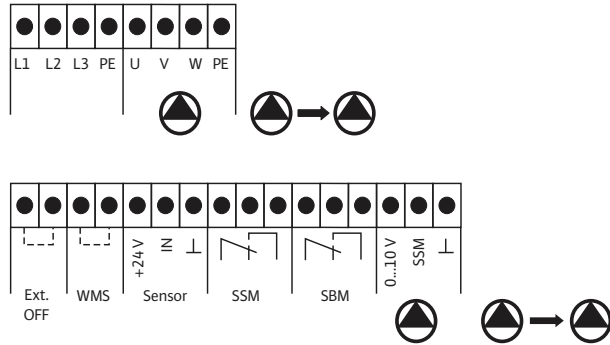 L1 L2 L3 PE U V W PE
+24 V IN 0...10 V SSM
Ext. OFF WMS Sensor SSM SBM